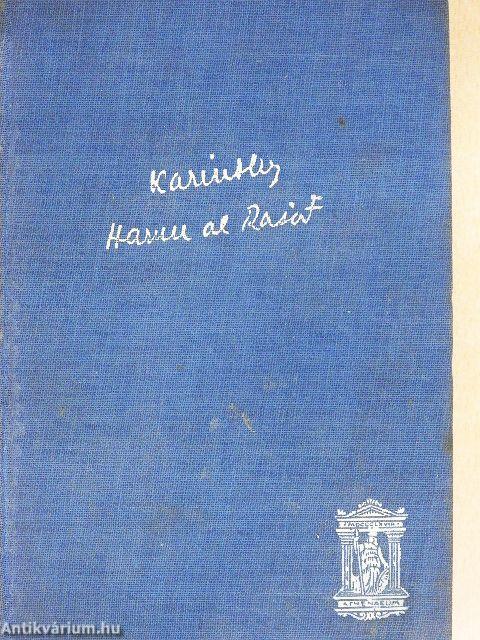 Karinthy
Harun al Rasid
ATHENAEUM
Antikvárium.hu